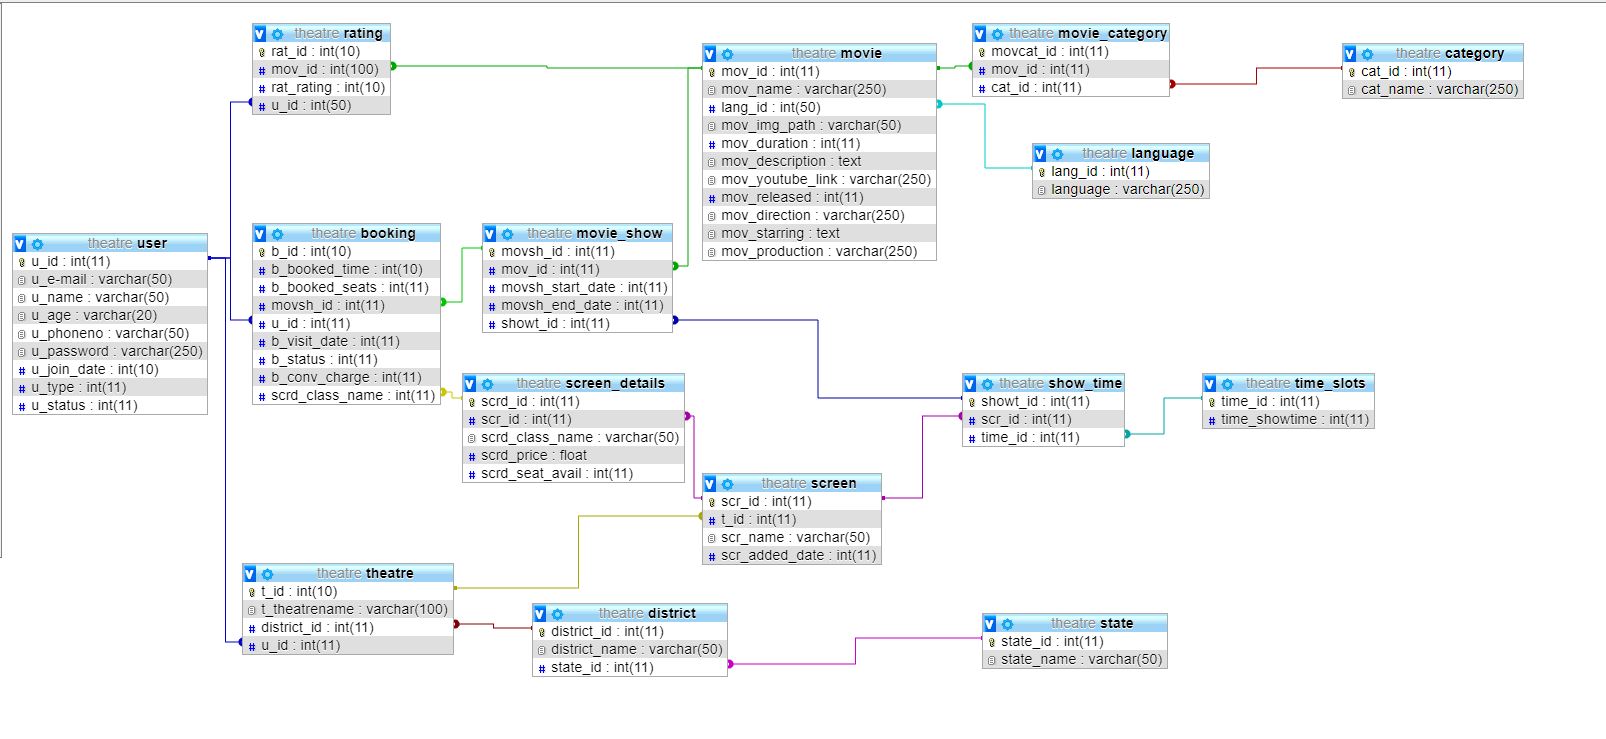 theatre rating
rat_id : int(10)
mov_id : int(100)
rat_rating : int(10)
u_id : int(50)
theatre movie
mov_id : int(11)
mov_name : varchar(250)
lang_id : int(50)
mov_img_path : varchar(50)
mov_duration : int(11)
mov_description : text
mov_youtube_link : varchar(250)
mov_released : int(11)
mov_direction : varchar(250)
mov_starring : text
mov_production : varchar(250)
theatre movie_category
movcat_id : int(11)
mov_id : int(11)
cat_id : int(11)
theatre category
cat_id : int(11)
cat_name : varchar(250)
theatre language
lang_id : int(11)
language : varchar(250)
theatre user
u_id : int(11)
u_e-mail : varchar(50)
u_name : varchar(50)
u_age : varchar(20)
u_phoneno : varchar(50)
u_password : varchar(250)
u_join_date : int(10)
u_type : int(11)
u_status : int(11)
theatre booking
b_id : int(10)
b_booked_time : int(10)
b_booked_seats : int(11)
movsh_id : int(11)
u_id : int(11)
b_visit_date : int(11)
b_status : int(11)
b_conv_charge : int(11)
scrd_class_name : int(11)
theatre movie_show
movsh_id : int(11)
mov_id : int(11)
movsh_start_date : int(11)
movsh_end_date : int(11)
showt_id : int(11)
theatre screen_details
scrd_id : int(11)
scr_id : int(11)
scrd_class_name : varchar(50)
scrd_price : float
scrd_seat_avail : int(11)
theatre show_time
showt_id : int(11)
scr_id : int(11)
time_id : int(11)
theatre time_slots
time_id : int(11)
time_showtime : int(11)
theatre screen
scr_id : int(11)
t_id : int(11)
scr_name : varchar(50)
scr_added_date : int(11)
theatre theatre
t_id : int(10)
t_theatrename : varchar(100)
district_id : int(11)
u_id : int(11)
theatre district
district_id : int(11)
district_name : varchar(50)
state_id : int(11)
theatre state
state_id : int(11)
state_name : varchar(50)